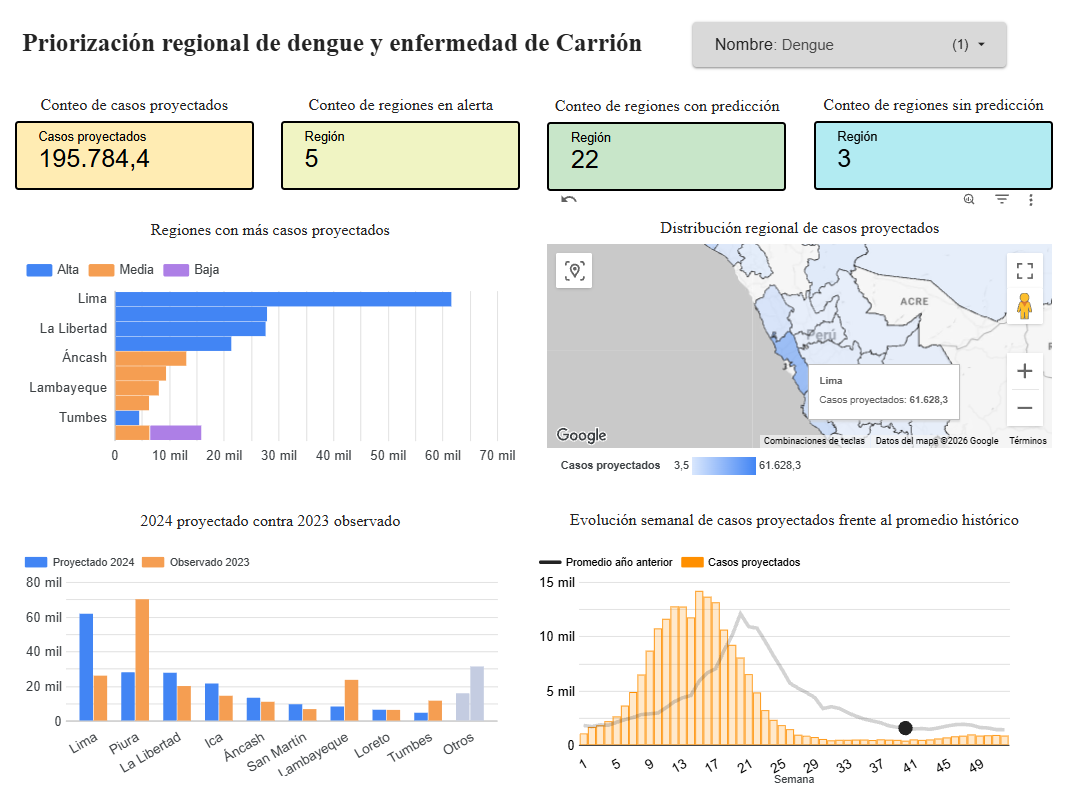 Priorización regional de dengue y enfermedad de Carrión
Nombre: Dengue (1)
Conteo de casos proyectados
Casos proyectados
195.784,4
Conteo de regiones en alerta
Región
5
Conteo de regiones con predicción
Región
22
Conteo de regiones sin predicción
Región
3
Regiones con más casos proyectados
Alta Media Baja
Lima
La Libertad
Áncash
Lambayeque
Tumbes
0 10 mil 20 mil 30 mil 40 mil 50 mil 60 mil 70 mil
Distribución regional de casos proyectados
ACRE
Perú
Lima
Casos proyectados: 61.628,3
Google
Combinaciones de teclas Datos del mapa ©2026 Google Términos
Casos proyectados 3,5 61.628,3
2024 proyectado contra 2023 observado
Proyectado 2024 Observado 2023
80 mil
60 mil
40 mil
20 mil
0
Lima Piura La Libertad Ica Áncash San Martín Lambayeque Loreto Tumbes Otros
Evolución semanal de casos proyectados frente al promedio histórico
Promedio año anterior Casos proyectados
15 mil
10 mil
5 mil
0
1 5 9 13 17 21 25 29 33 37 41 45 49
Semana